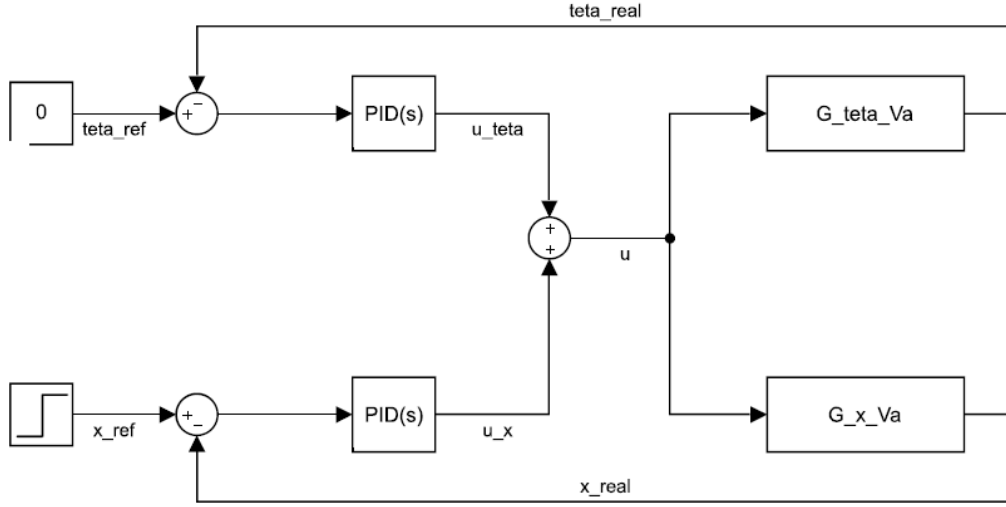 teta_real
0
teta_ref
+
−
PID(s)
u_teta
G_teta_Va
+
+
u
x_ref
+
−
PID(s)
u_x
G_x_Va
x_real